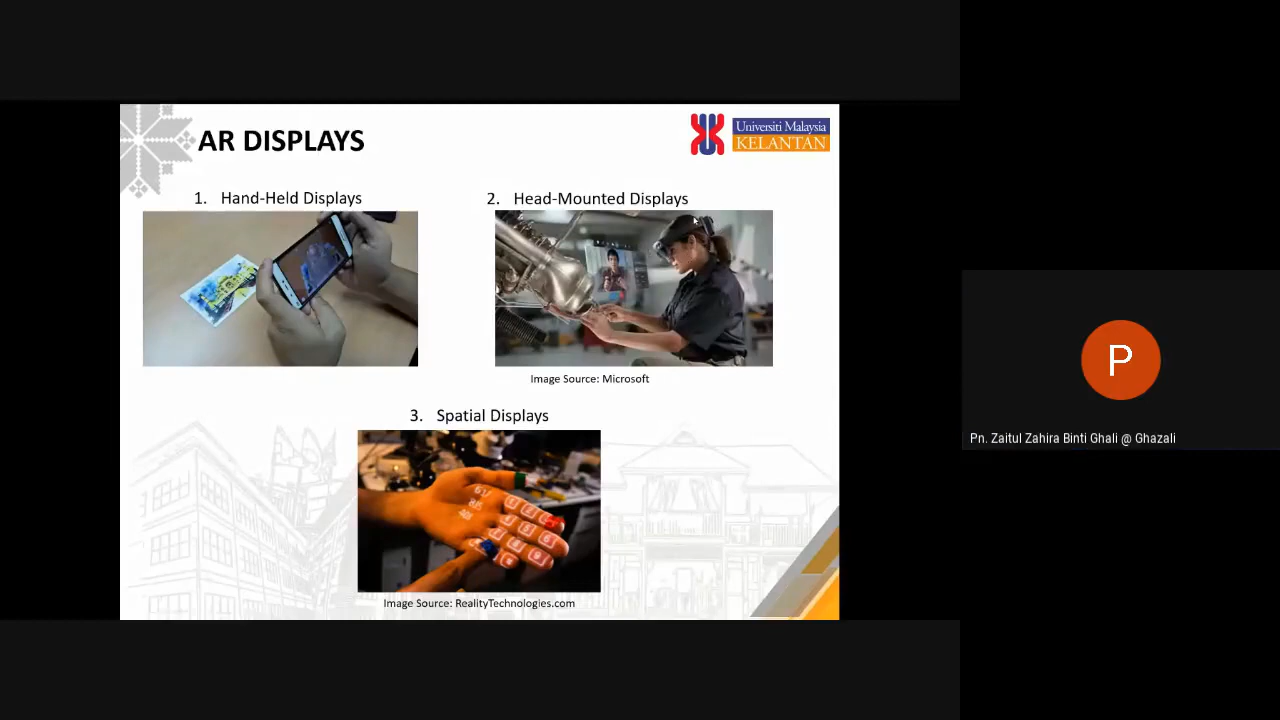 AR DISPLAYS
Universiti Malaysia
KELANTAN
1. Hand-Held Displays
2. Head-Mounted Displays
Image Source: Microsoft
3. Spatial Displays
Image Source: RealityTechnologies.com
P
Pn. Zaitul Zahira Binti Ghali @ Ghazali